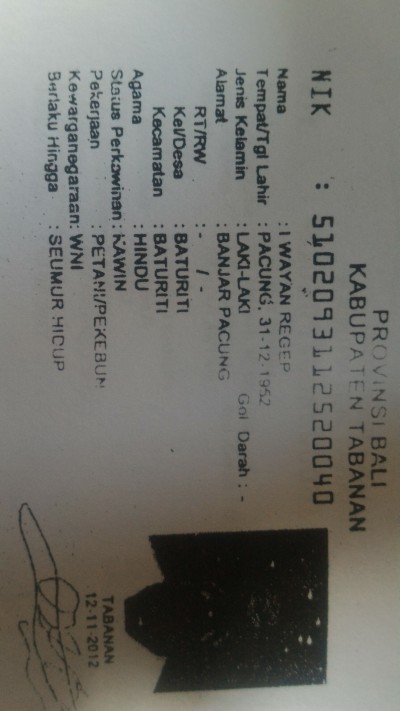 PROVINSI BALI
KABUPATEN TABANAN
NIK : 5102093112520040
Nama : I WAYAN REGEP
Tempat/Tgl Lahir : PACUNG, 31-12-1952
Jenis Kelamin : LAKI-LAKI Gol Darah : -
Alamat : BANJAR PACUNG
RT/RW : - / -
Kel/Desa : BATURITI
Kecamatan : BATURITI
Agama : HINDU
Status Perkawinan : KAWIN
Pekerjaan : PETANI/PEKEBUN
Kewarganegaraan: WNI
Berlaku Hingga : SEUMUR HIDUP
TABANAN
12-11-2012